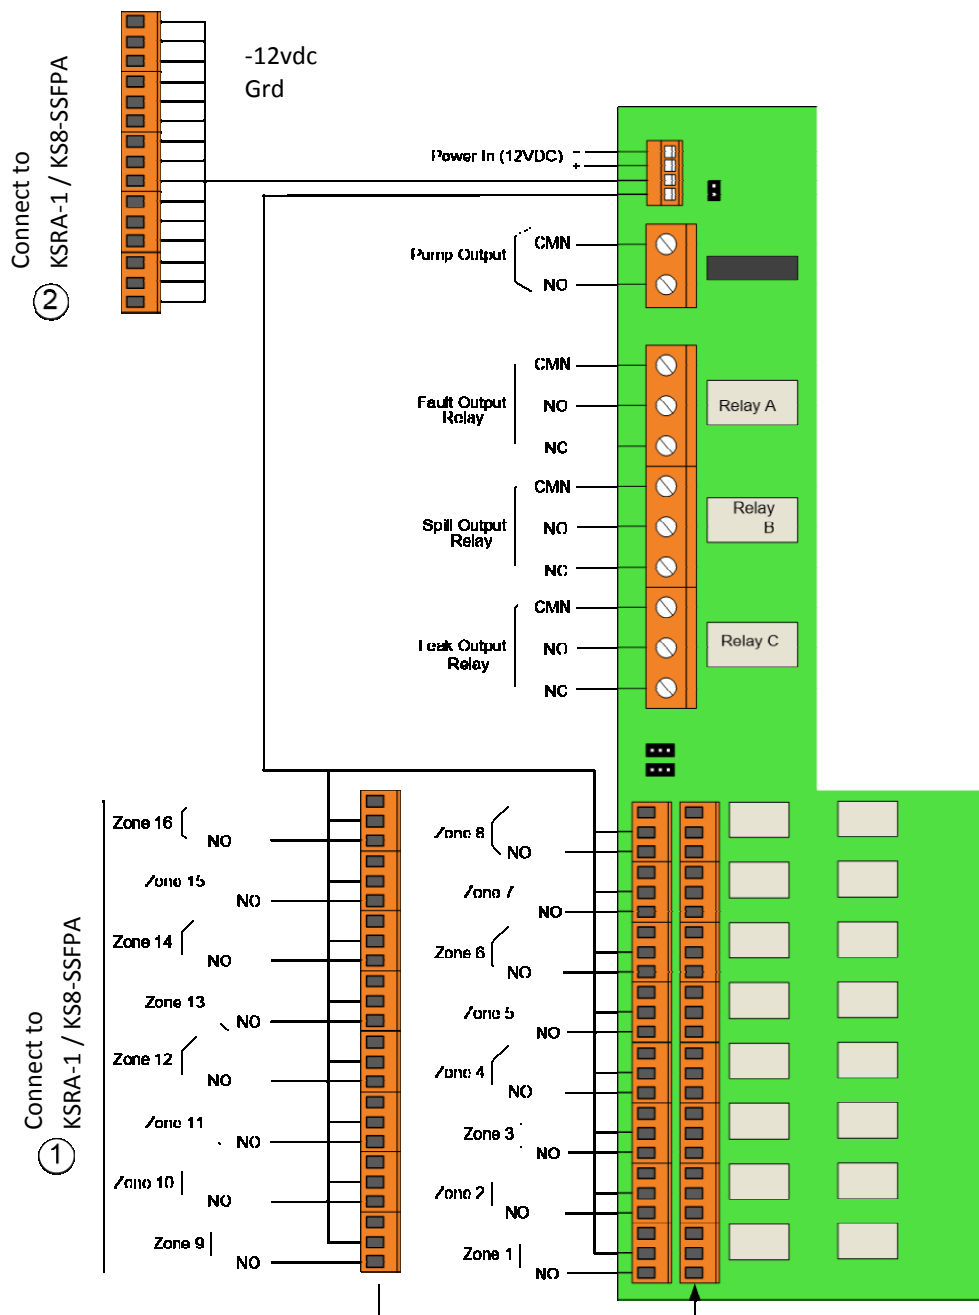 -12vdc
Grd
Connect to
KSRA-1 / KS8-SSFPA
2
Power In (12VDC) -
+
Pump Output
CMN
NO
Fault Output
Relay
CMN
NO
NC
Relay A
Spill Output
Relay
CMN
NO
NC
Relay
B
Leak Output
Relay
CMN
NO
NC
Relay C
Connect to
KSRA-1 / KS8-SSFPA
1
Zone 16
NO
Zone 15
NO
Zone 14
NO
Zone 13
NO
Zone 12
NO
Zone 11
NO
Zone 10
NO
Zone 9
NO
Zone 8
NO
Zone 7
NO
Zone 6
NO
Zone 5
NO
Zone 4
NO
Zone 3
NO
Zone 2
NO
Zone 1
NO